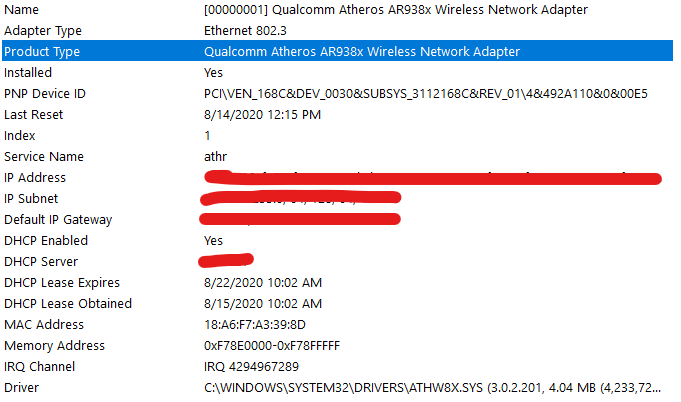 Name [00000001] Qualcomm Atheros AR938x Wireless Network Adapter
Adapter Type Ethernet 802.3
Product Type Qualcomm Atheros AR938x Wireless Network Adapter
Installed Yes
PNP Device ID PCI\VEN_168C&DEV_0030&SUBSYS_3112168C&REV_01\4&492A110&0&00E5
Last Reset 8/14/2020 12:15 PM
Index 1
Service Name athr
IP Address
IP Subnet
Default IP Gateway
DHCP Enabled Yes
DHCP Server
DHCP Lease Expires 8/22/2020 10:02 AM
DHCP Lease Obtained 8/15/2020 10:02 AM
MAC Address 18:A6:F7:A3:39:8D
Memory Address 0xF78E0000-0xF78FFFFF
IRQ Channel IRQ 4294967289
Driver C:\WINDOWS\SYSTEM32\DRIVERS\ATHW8X.SYS (3.0.2.201, 4.04 MB (4,233,72...